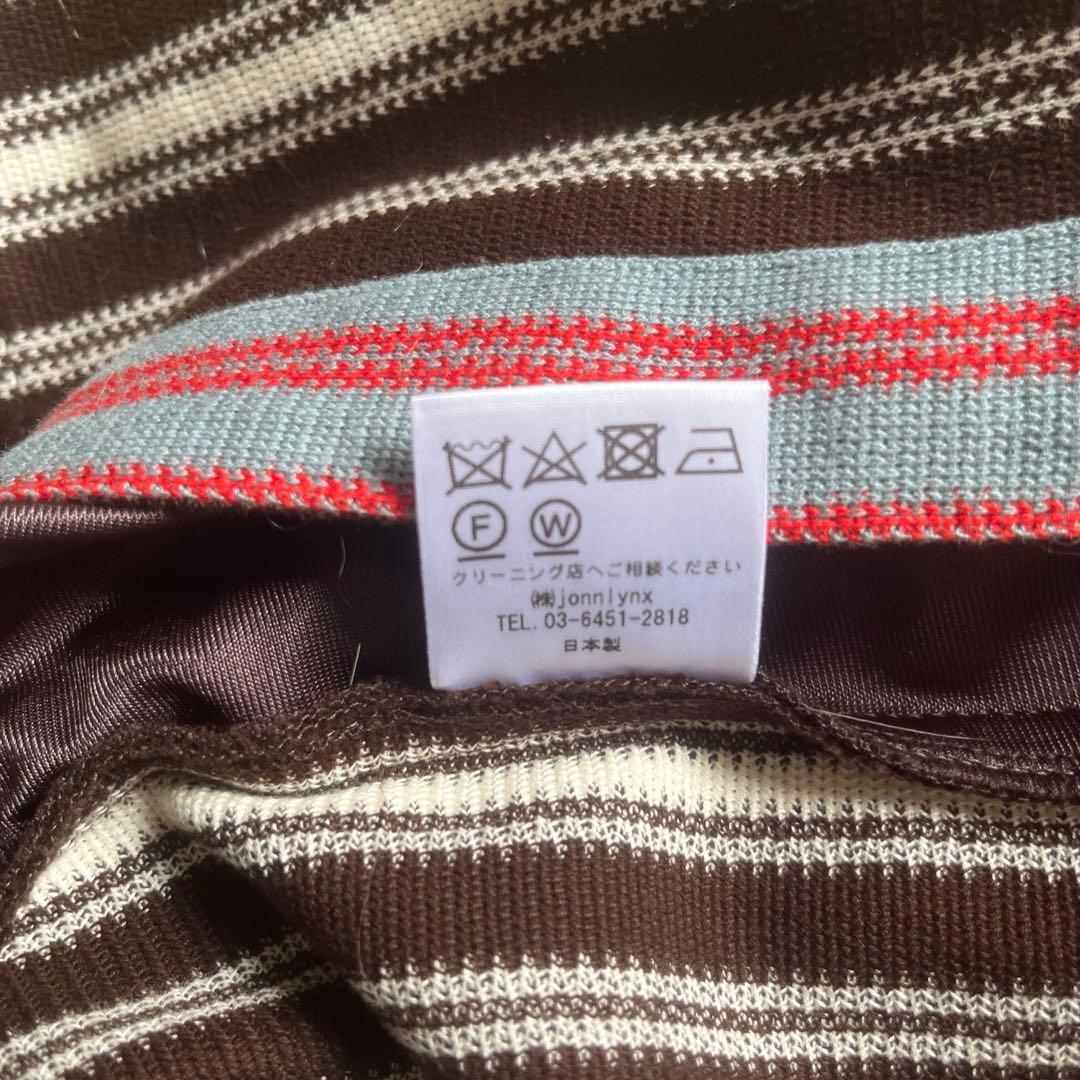 F W
クリーニング店へご相談ください
㈱jonnlynx
TEL. 03-6451-2818
日本製